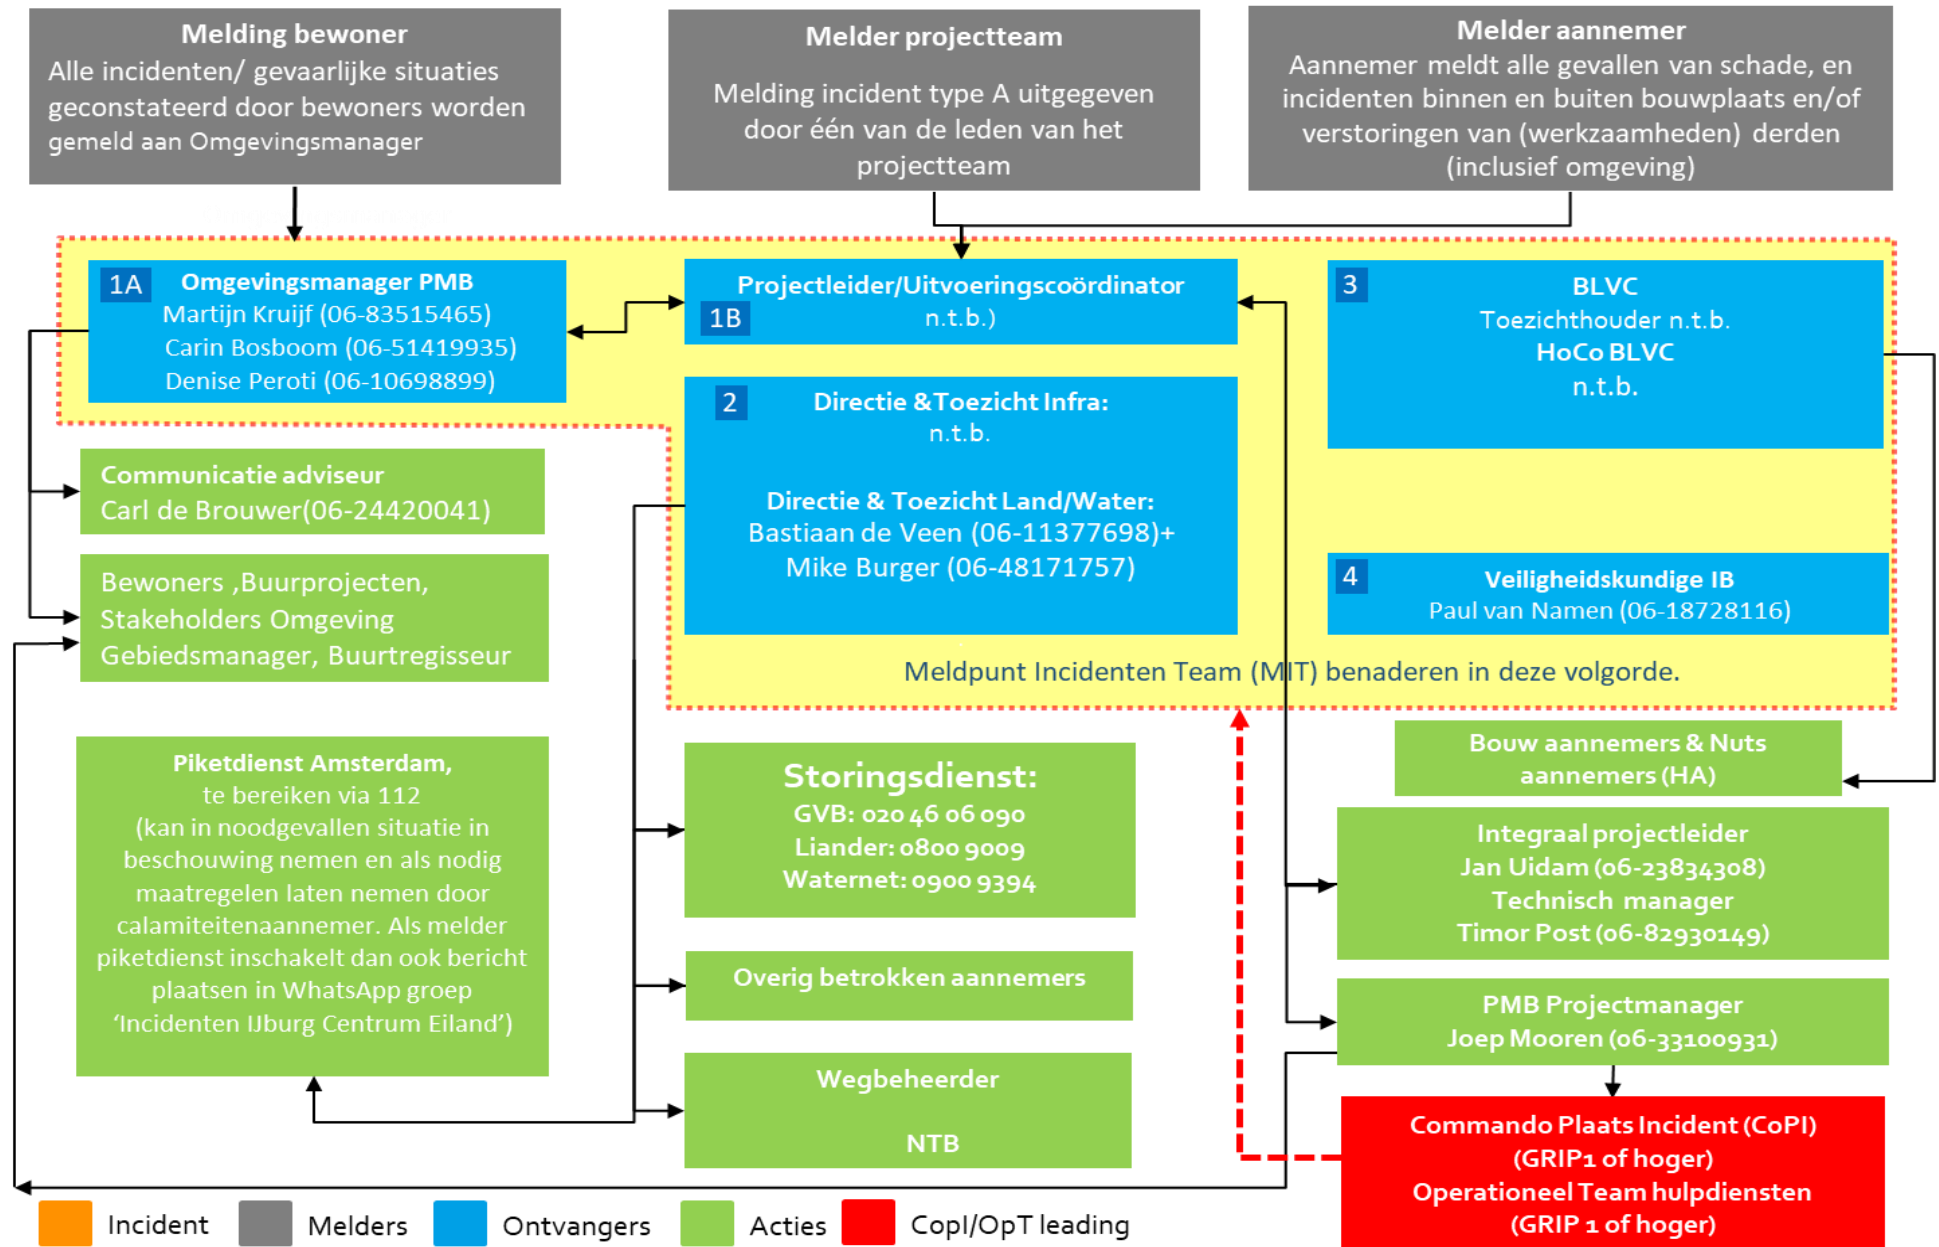 Melding bewoner
Alle incidenten/ gevaarlijke situaties
geconstateerd door bewoners worden
gemeld aan Omgevingsmanager
Melder projectteam
Melding incident type A uitgegeven
door één van de leden van het
projectteam
Melder aannemer
Aannemer meldt alle gevallen van schade, en
incidenten binnen en buiten bouwplaats en/of
verstoringen van (werkzaamheden) derden
(inclusief omgeving)
1A
Omgevingsmanager PMB
Martijn Kruijf (06-83515465)
Carin Bosboom (06-51419935)
Denise Peroti (06-10698899)
Projectleider/Uitvoeringscoördinator
1B
n.t.b.)
2
Directie &Toezicht Infra:
n.t.b.
Directie & Toezicht Land/Water:
Bastiaan de Veen (06-11377698)+
Mike Burger (06-48171757)
3
BLVC
Toezichthouder n.t.b.
HoCo BLVC
n.t.b.
4
Veiligheidskundige IB
Paul van Namen (06-18728116)
Meldpunt Incidenten Team (MIT) benaderen in deze volgorde.
Communicatie adviseur
Carl de Brouwer(06-24420041)
Bewoners ,Buurprojecten,
Stakeholders Omgeving
Gebiedsmanager, Buurtregisseur
Piketdienst Amsterdam,
te bereiken via 112
(kan in noodgevallen situatie in
beschouwing nemen en als nodig
maatregelen laten nemen door
calamiteitenaannemer. Als melder
piketdienst inschakelt dan ook bericht
plaatsen in WhatsApp groep
‘Incidenten IJburg Centrum Eiland’)
Storingsdienst:
GVB: 020 46 06 090
Liander: 0800 9009
Waternet: 0900 9394
Overig betrokken aannemers
Wegbeheerder
NTB
Bouw aannemers & Nuts
aannemers (HA)
Integraal projectleider
Jan Uidam (06-23834308)
Technisch manager
Timor Post (06-82930149)
PMB Projectmanager
Joep Mooren (06-33100931)
Commando Plaats Incident (CoPI)
(GRIP1 of hoger)
Operationeel Team hulpdiensten
(GRIP 1 of hoger)
Incident
Melders
Ontvangers
Acties
CopI/OpT leading